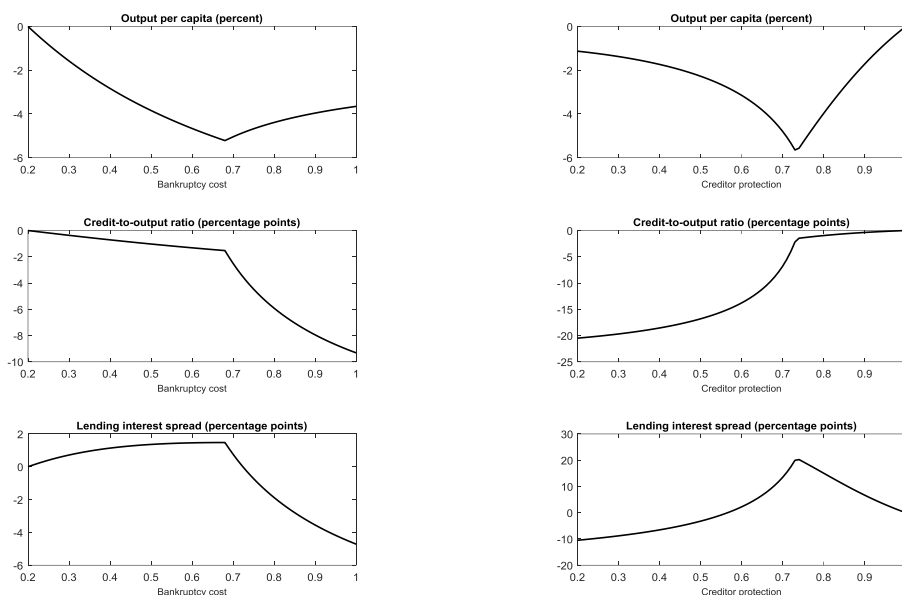 Output per capita (percent)
0
-2
-4
-6
0.2 0.3 0.4 0.5 0.6 0.7 0.8 0.9 1
Bankruptcy cost
Output per capita (percent)
0
-2
-4
-6
0.2 0.3 0.4 0.5 0.6 0.7 0.8 0.9
Creditor protection
Credit-to-output ratio (percentage points)
0
-2
-4
-6
-8
-10
0.2 0.3 0.4 0.5 0.6 0.7 0.8 0.9 1
Bankruptcy cost
Credit-to-output ratio (percentage points)
0
-5
-10
-15
-20
-25
0.2 0.3 0.4 0.5 0.6 0.7 0.8 0.9
Creditor protection
Lending interest spread (percentage points)
2
0
-2
-4
-6
0.2 0.3 0.4 0.5 0.6 0.7 0.8 0.9 1
Bankruptcy cost
Lending interest spread (percentage points)
30
20
10
0
-10
-20
0.2 0.3 0.4 0.5 0.6 0.7 0.8 0.9
Creditor protection